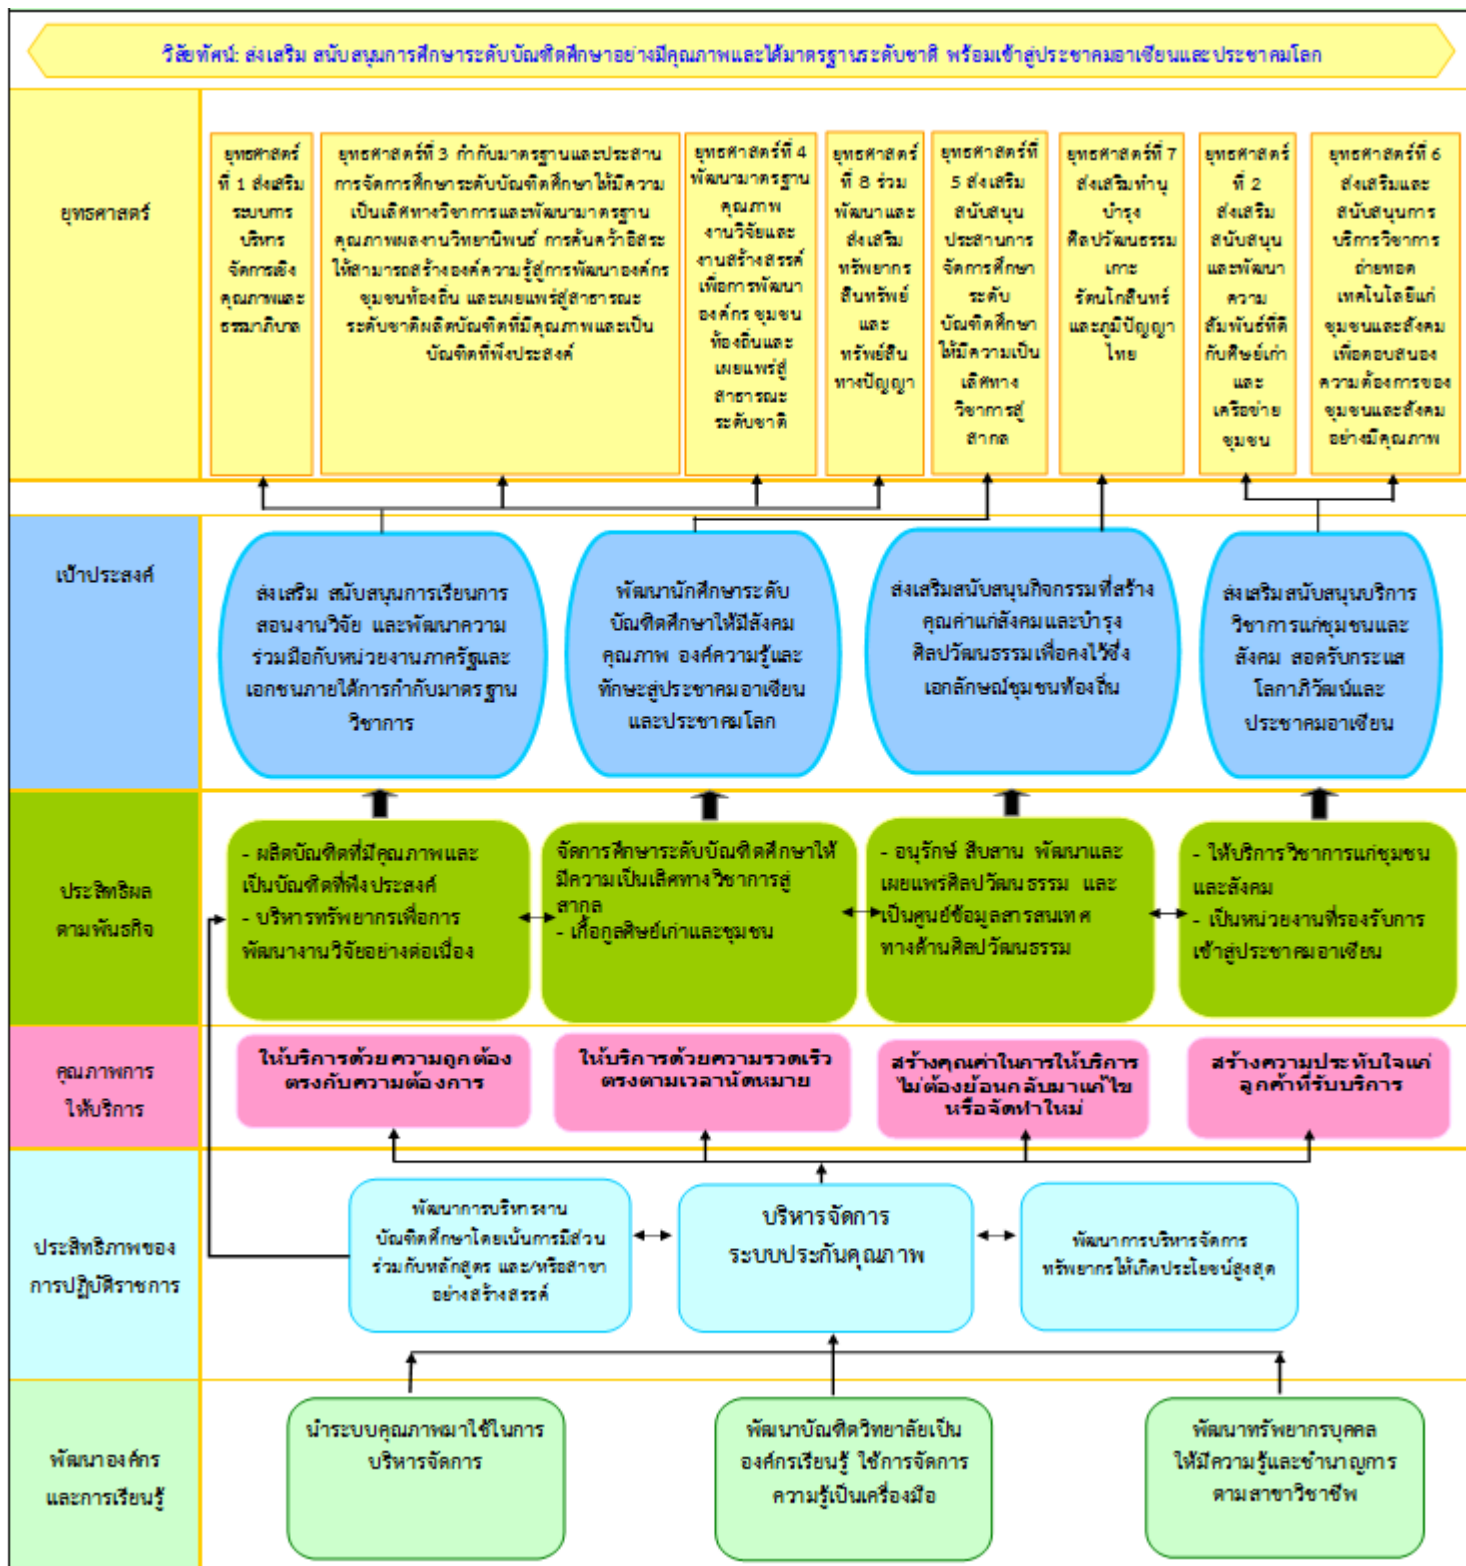 วิสัยทัศน์: ส่งเสริม สนับสนุนการศึกษาระดับบัณฑิตศึกษาอย่างมีคุณภาพและได้มาตรฐานระดับชาติ พร้อมเข้าสู่ประชาคมอาเซียนและประชาคมโลก
ยุทธศาสตร์
ยุทธศาสตร์
ที่ 1 ส่งเสริม
ระบบการ
บริหาร
จัดการเชิง
คุณภาพและ
ธรรมาภิบาล
ยุทธศาสตร์ที่ 3 กำกับมาตรฐานและประสาน
การจัดการศึกษาระดับบัณฑิตศึกษาให้มีความ
เป็นเลิศทางวิชาการและพัฒนามาตรฐาน
คุณภาพผลงานวิทยานิพนธ์ การค้นคว้าอิสระ
ให้สามารถสร้างองค์ความรู้สู่การพัฒนาองค์กร
ชุมชนท้องถิ่น และเผยแพร่สู่สาธารณะ
ระดับชาติผลิตบัณฑิตที่มีคุณภาพและเป็น
บัณฑิตที่พึงประสงค์
ยุทธศาสตร์ที่ 4
พัฒนามาตรฐาน
คุณภาพ
งานวิจัยและ
งานสร้างสรรค์
เพื่อการพัฒนา
องค์กร ชุมชน
ท้องถิ่นและ
เผยแพร่สู่
สาธารณะ
ระดับชาติ
ยุทธศาสตร์
ที่ 8 ร่วม
พัฒนาและ
ส่งเสริม
ทรัพยากร
สินทรัพย์
และ
ทรัพย์สิน
ทางปัญญา
ยุทธศาสตร์ที่
5 ส่งเสริม
สนับสนุน
ประสานการ
จัดการศึกษา
ระดับ
บัณฑิตศึกษา
ให้มีความเป็น
เลิศทาง
วิชาการสู่
สากล
ยุทธศาสตร์ที่ 7
ส่งเสริมทำนุ
บำรุง
ศิลปวัฒนธรรม
เกาะ
รัตนโกสินทร์
และภูมิปัญญา
ไทย
ยุทธศาสตร์
ที่ 2
ส่งเสริม
สนับสนุน
และพัฒนา
ความ
สัมพันธ์ที่ดี
กับศิษย์เก่า
และ
เครือข่าย
ชุมชน
ยุทธศาสตร์ที่ 6
ส่งเสริมและ
สนับสนุนการ
บริการวิชาการ
ถ่ายทอด
เทคโนโลยีแก่
ชุมชนและสังคม
เพื่อตอบสนอง
ความต้องการของ
ชุมชนและสังคม
อย่างมีคุณภาพ
เป้าประสงค์
ส่งเสริม สนับสนุนการเรียนการ
สอนงานวิจัย และพัฒนาความ
ร่วมมือกับหน่วยงานภาครัฐและ
เอกชนภายใต้การกำกับมาตรฐาน
วิชาการ
พัฒนานักศึกษาระดับ
บัณฑิตศึกษาให้มีสังคม
คุณภาพ องค์ความรู้และ
ทักษะสู่ประชาคมอาเซียน
และประชาคมโลก
ส่งเสริมสนับสนุนกิจกรรมที่สร้าง
คุณค่าแก่สังคมและบำรุง
ศิลปวัฒนธรรมเพื่อคงไว้ซึ่ง
เอกลักษณ์ชุมชนท้องถิ่น
ส่งเสริมสนับสนุนบริการ
วิชาการแก่ชุมชนและ
สังคม สอดรับกระแส
โลกาภิวัฒน์และ
ประชาคมอาเซียน
ประสิทธิผล
ตามพันธกิจ
- ผลิตบัณฑิตที่มีคุณภาพและ
เป็นบัณฑิตที่พึงประสงค์
- บริหารทรัพยากรเพื่อการ
พัฒนางานวิจัยอย่างต่อเนื่อง
จัดการศึกษาระดับบัณฑิตศึกษาให้
มีความเป็นเลิศทางวิชาการสู่
สากล
- เกื้อกูลศิษย์เก่าและชุมชน
- อนุรักษ์ สืบสาน พัฒนาและ
เผยแพร่ศิลปวัฒนธรรม และ
เป็นศูนย์ข้อมูลสารสนเทศ
ทางด้านศิลปวัฒนธรรม
- ให้บริการวิชาการแก่ชุมชน
และสังคม
- เป็นหน่วยงานที่รองรับการ
เข้าสู่ประชาคมอาเซียน
คุณภาพการ
ให้บริการ
ให้บริการด้วยความถูกต้อง
ตรงกับความต้องการ
ให้บริการด้วยความรวดเร็ว
ตรงตามเวลานัดหมาย
สร้างคุณค่าในการให้บริการ
ไม่ต้องย้อนกลับมาแก้ไข
หรือจัดทำใหม่
สร้างความประทับใจแก่
ลูกค้าที่รับบริการ
ประสิทธิภาพของ
การปฏิบัติราชการ
พัฒนาการบริหารงาน
บัณฑิตศึกษาโดยเน้นการมีส่วน
ร่วมกับหลักสูตร และ/หรือสาขา
อย่างสร้างสรรค์
บริหารจัดการ
ระบบประกันคุณภาพ
พัฒนาการบริหารจัดการ
ทรัพยากรให้เกิดประโยชน์สูงสุด
พัฒนาองค์กร
และการเรียนรู้
นำระบบคุณภาพมาใช้ในการ
บริหารจัดการ
พัฒนาบัณฑิตวิทยาลัยเป็น
องค์กรเรียนรู้ ใช้การจัดการ
ความรู้เป็นเครื่องมือ
พัฒนาทรัพยากรบุคคล
ให้มีความรู้และชำนาญการ
ตามสาขาวิชาชีพ